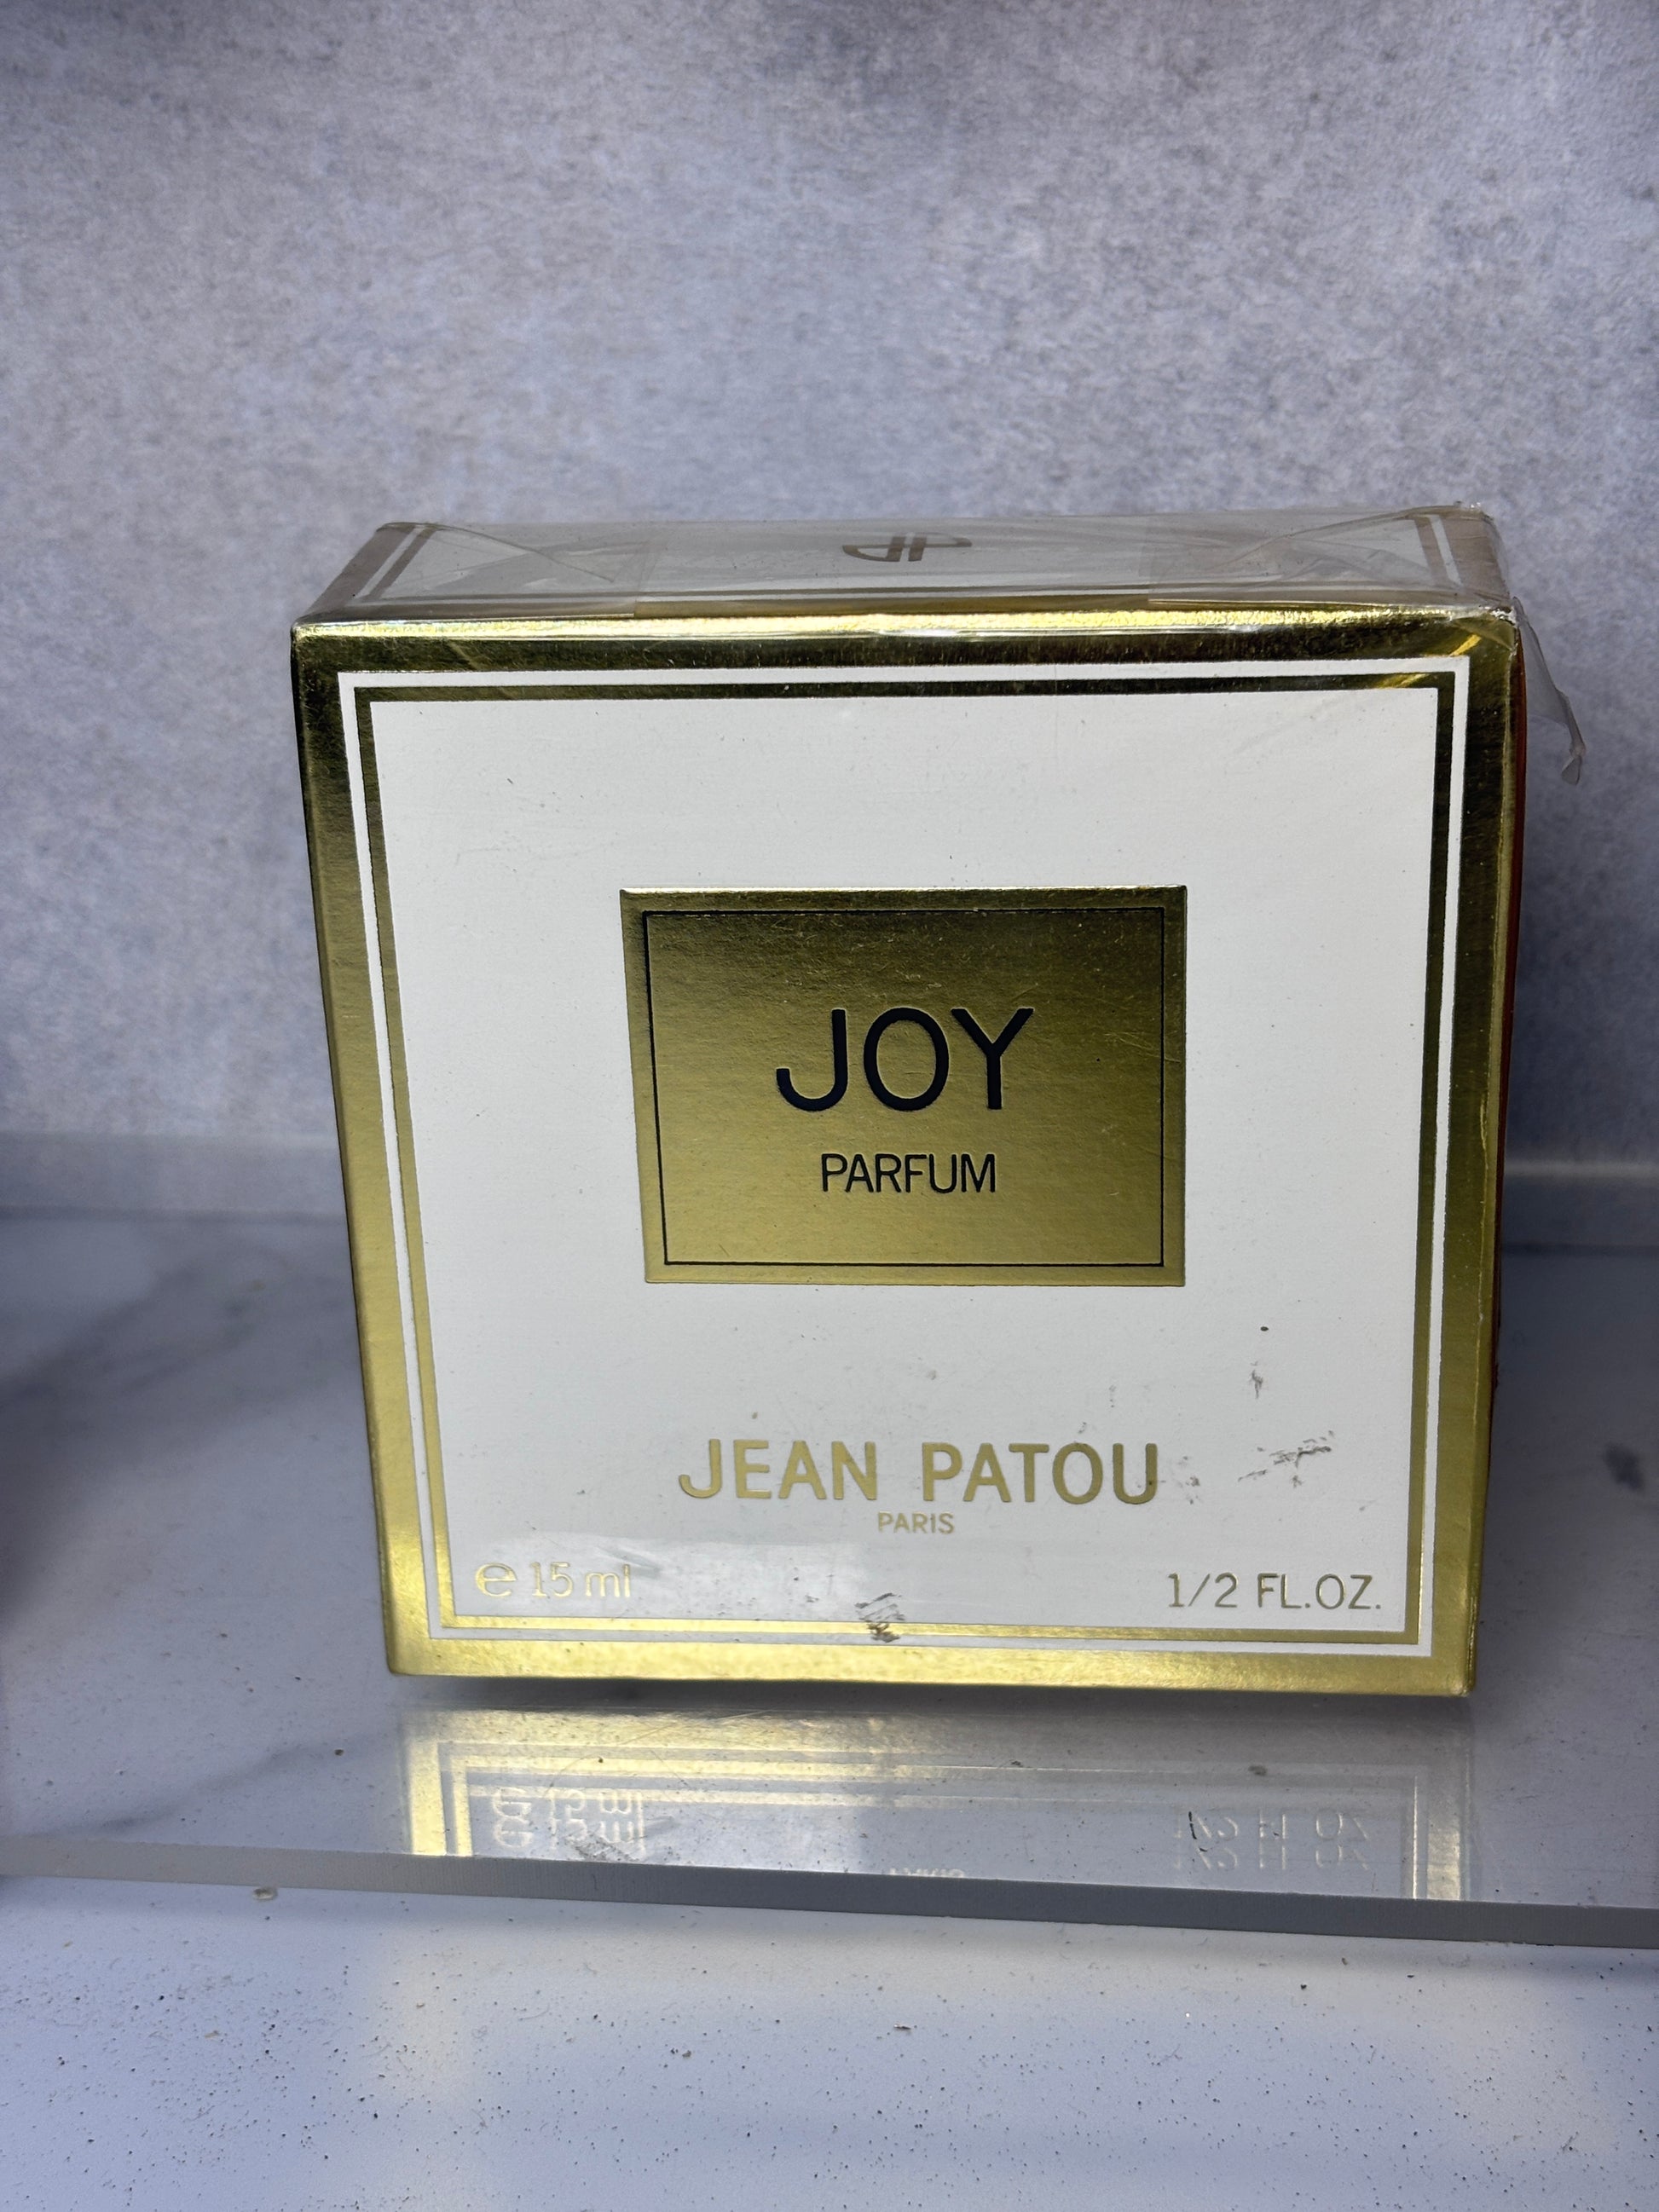 JP
JOY
PARFUM
JEAN PATOU
PARIS
℮ 15 ml
1/2 FL.OZ.